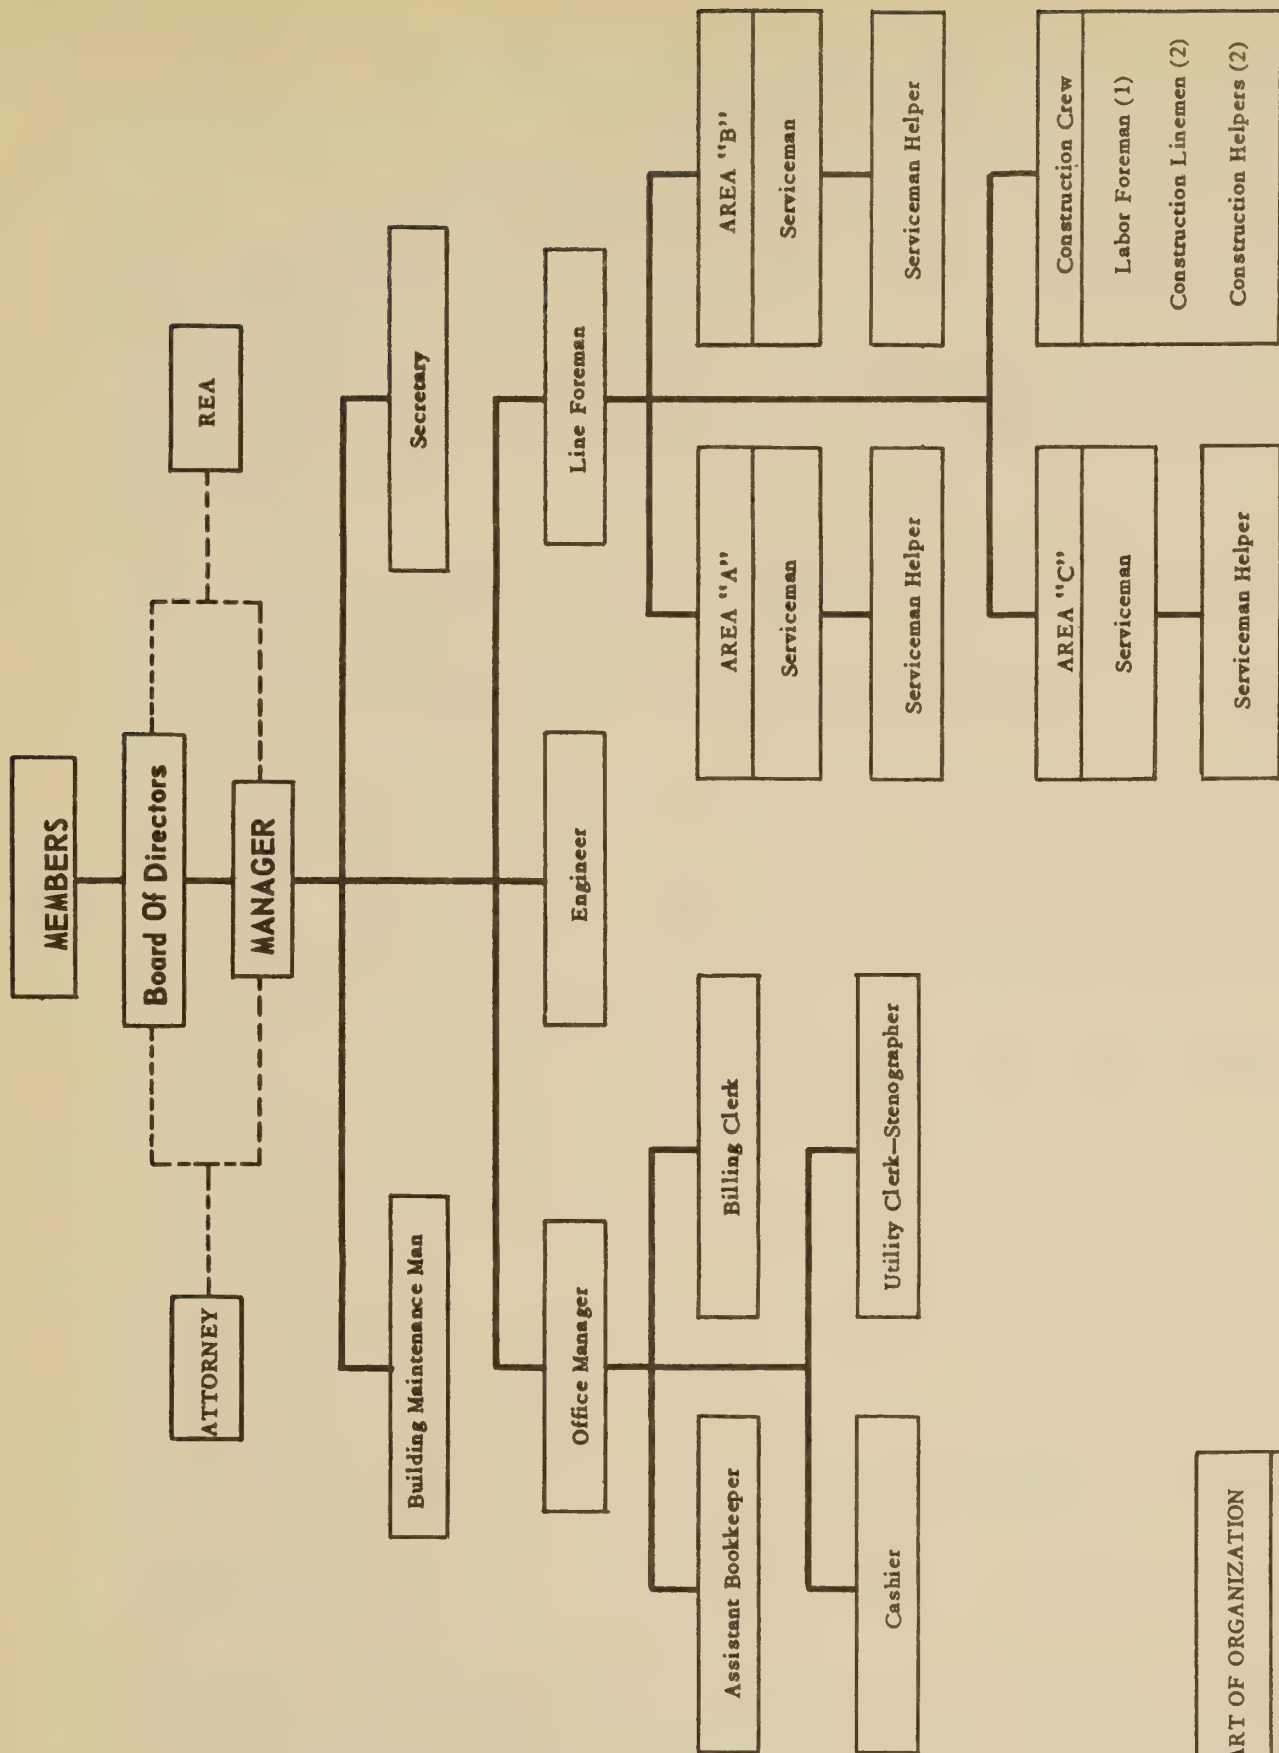 MEMBERS
Board Of Directors
ATTORNEY
REA
MANAGER
Building Maintenance Man
Secretary
Office Manager
Engineer
Line Foreman
Assistant Bookkeeper
Billing Clerk
AREA "A"
Serviceman
Serviceman Helper
AREA "B"
Serviceman
Serviceman Helper
Cashier
Utility Clerk—Stenographer
AREA "C"
Serviceman
Serviceman Helper
Construction Crew
Labor Foreman (1)
Construction Linemen (2)
Construction Helpers (2)
ART OF ORGANIZATION